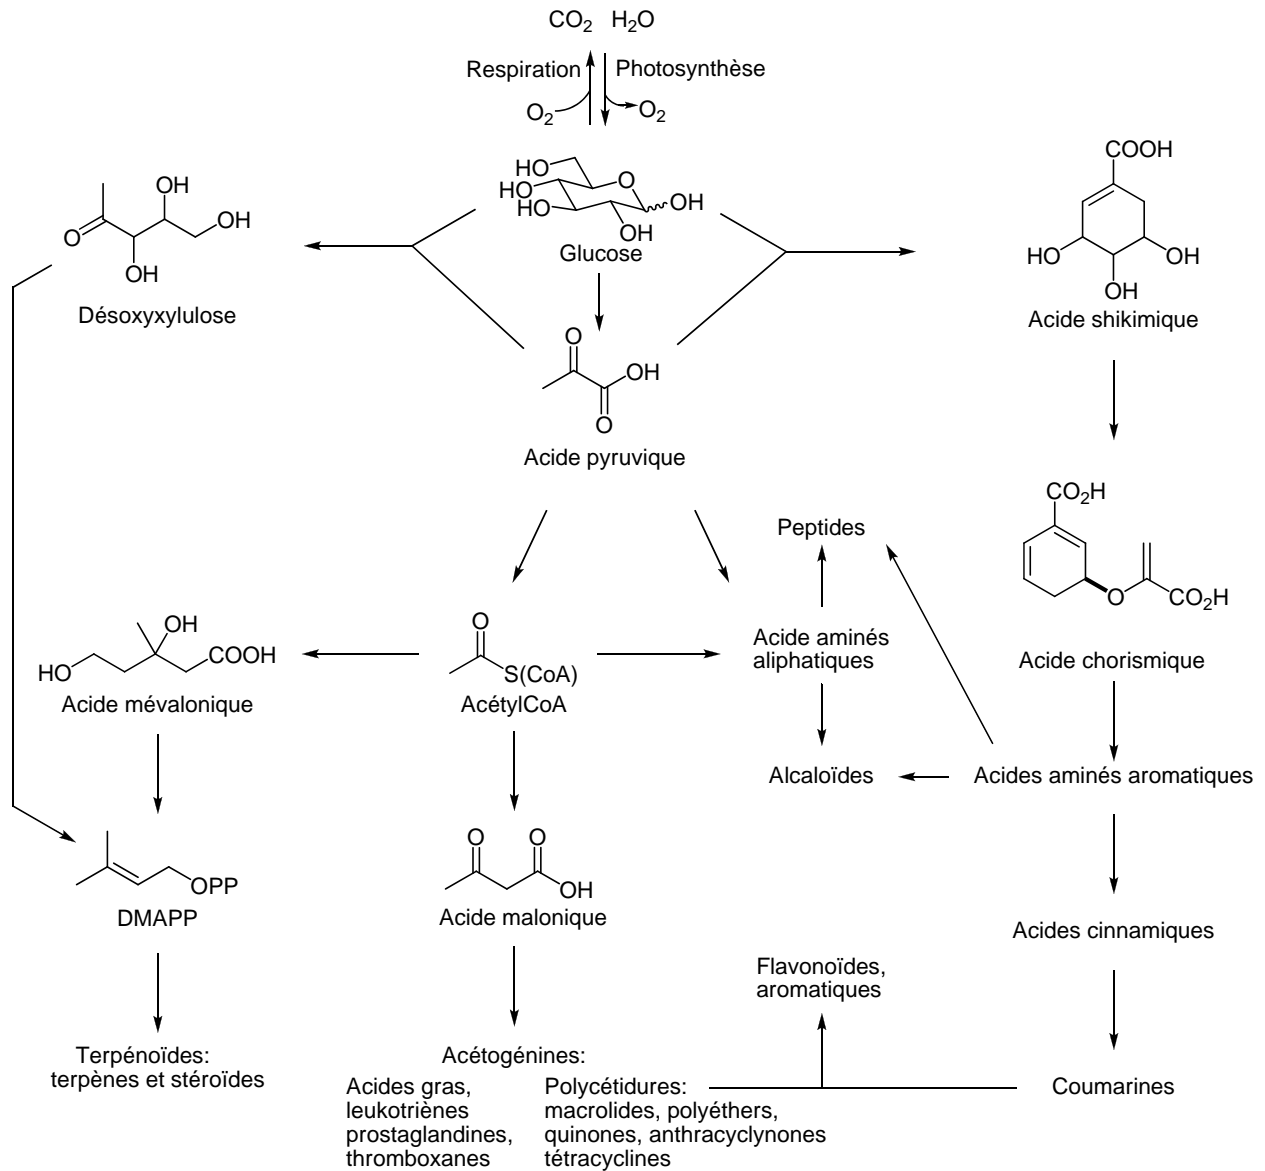 CO2 H2O
Respiration
Photosynthèse
O2
O2
HO
HO
HO
O
OH
OH
Glucose
OH
OH
O
OH
Désoxyxylulose
COOH
HO
OH
OH
Acide shikimique
O
OH
O
Acide pyruvique
CO2H
O
CO2H
Acide chorismique
Peptides
Acide aminés
aliphatiques
OH
HO
COOH
Acide mévalonique
O
S(CoA)
AcétylCoA
Alcaloïdes
Acides aminés aromatiques
OPP
DMAPP
O
O
OH
Acide malonique
Acides cinnamiques
Flavonoïdes,
aromatiques
Terpénoïdes:
terpènes et stéroïdes
Acétogénines:
Acides gras,
leukotriènes
prostaglandines,
thromboxanes
Polycétidures:
macrolides, polyéthers,
quinones, anthracyclynones
tétracyclines
Coumarines